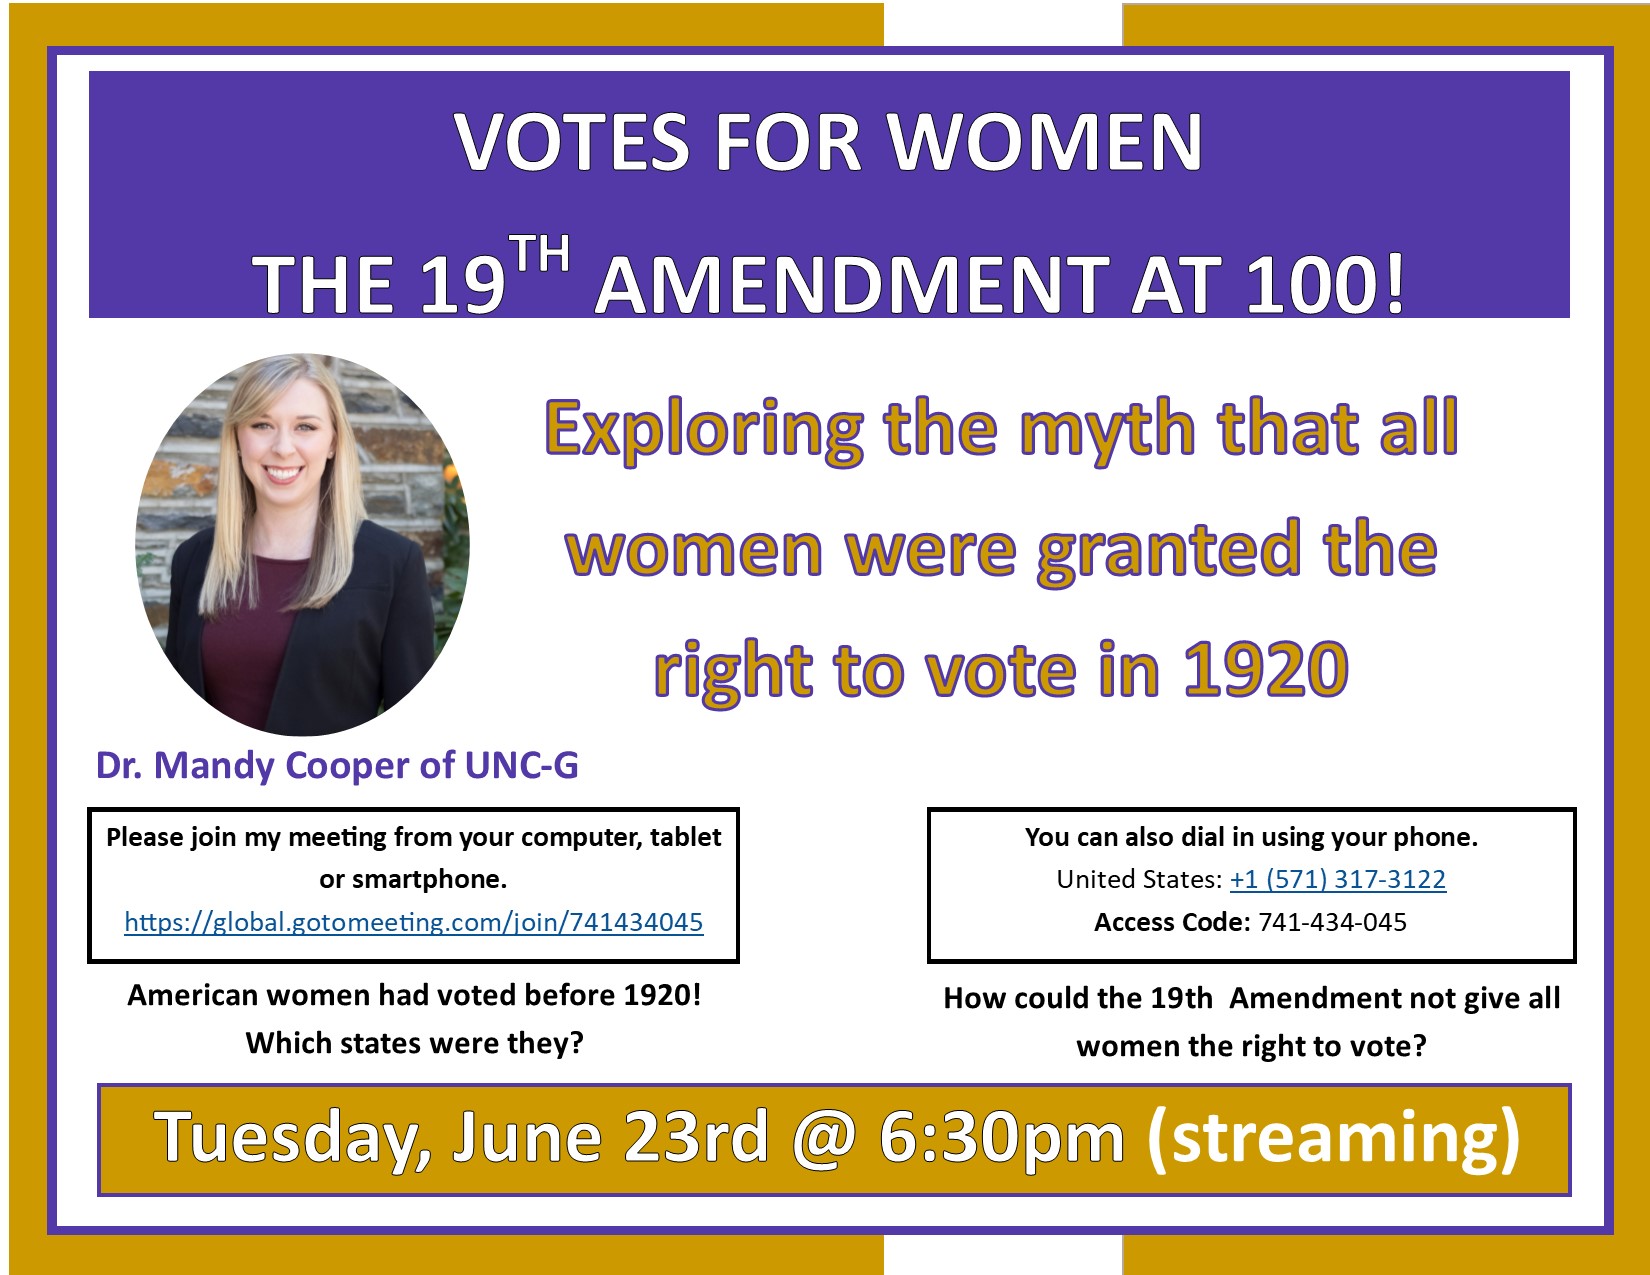 VOTES FOR WOMEN
THE 19TH AMENDMENT AT 100!
Exploring the myth that all
women were granted the
right to vote in 1920
Dr. Mandy Cooper of UNC-G
Please join my meeting from your computer, tablet
or smartphone.
https://global.gotomeeting.com/join/741434045
You can also dial in using your phone.
United States: +1 (571) 317-3122
Access Code: 741-434-045
American women had voted before 1920!
Which states were they?
How could the 19th  Amendment not give all
women the right to vote?
Tuesday, June 23rd @ 6:30pm (streaming)